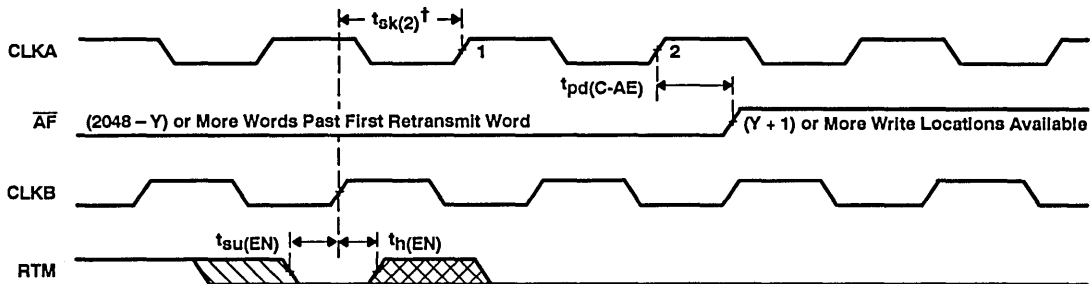 tsk(2)†
CLKA
1
2
tpd(C-AE)
AF
(2048 – Y) or More Words Past First Retransmit Word
(Y + 1) or More Write Locations Available
CLKB
tsu(EN)
th(EN)
RTM